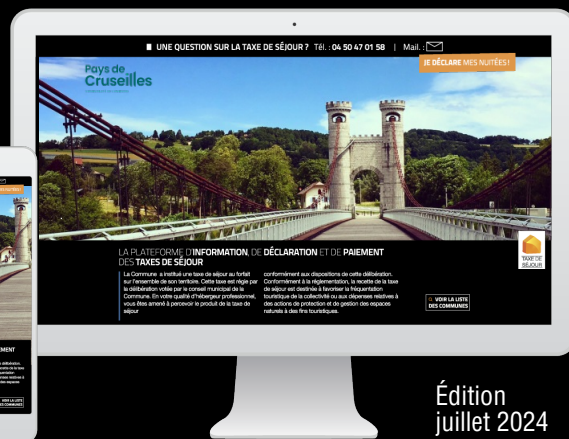 UNE QUESTION SUR LA TAXE DE SÉJOUR ? Tél. : 04 50 47 01 58 | Mail. :
JE DÉCLARE MES NUITÉES !
Pays de
Cruseilles
LA PLATEFORME D'INFORMATION, DE DÉCLARATION ET DE PAIEMENT
DES TAXES DE SÉJOUR
La Commune a institué une taxe de séjour au forfait
sur l'ensemble de son territoire. Cette taxe est régie par
la délibération votée par le conseil municipal de la
Commune. En votre qualité d'hébergeur professionnel,
vous êtes amené à percevoir le produit de la taxe de
séjour
conformément aux dispositions de cette délibération.
Conformément à la réglementation, la recette de la taxe
de séjour est destinée à favoriser la fréquentation
touristique de la collectivité ou aux dépenses relatives à
des actions de protection et de gestion des espaces
naturels à des fins touristiques.
TAXE DE
SÉJOUR
VOIR LA LISTE
DES COMMUNES
EMENT
VOIR LA LISTE
DES COMMUNES
Édition
juillet 2024